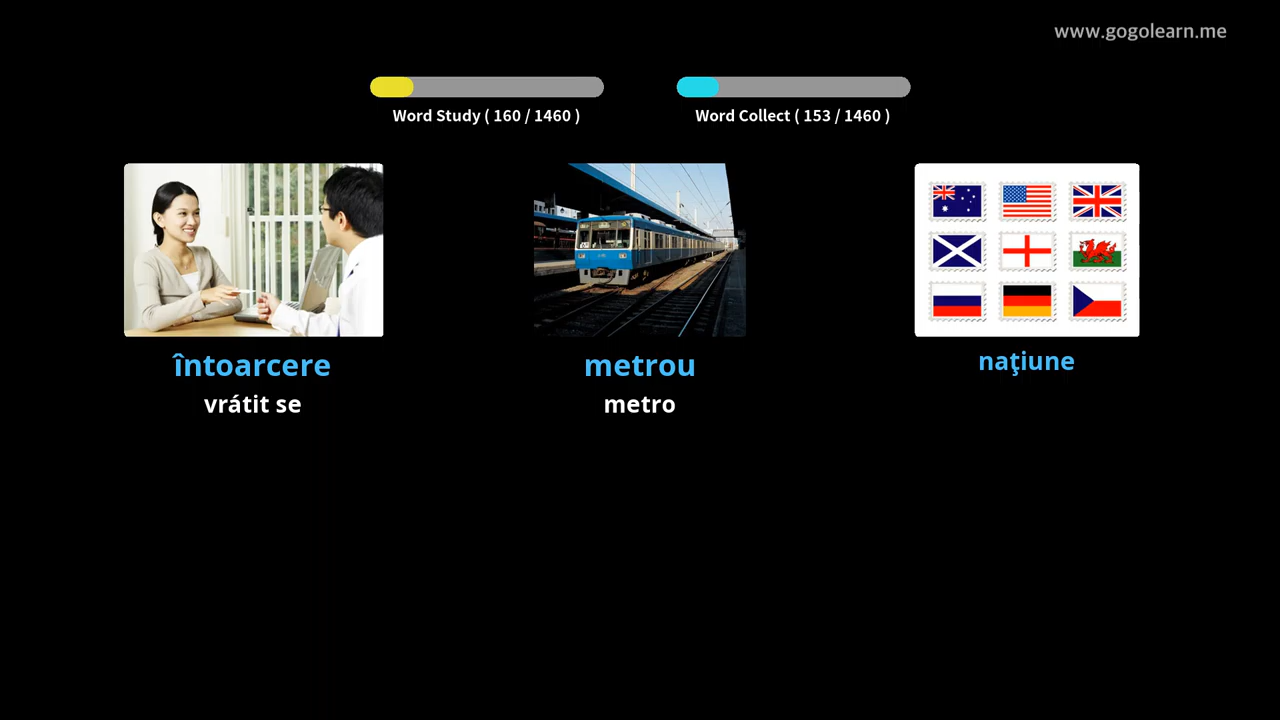 www.gogolearn.me
Word Study ( 160 / 1460 )
Word Collect ( 153 / 1460 )
întoarcere
vrátit se
metrou
metro
naţiune